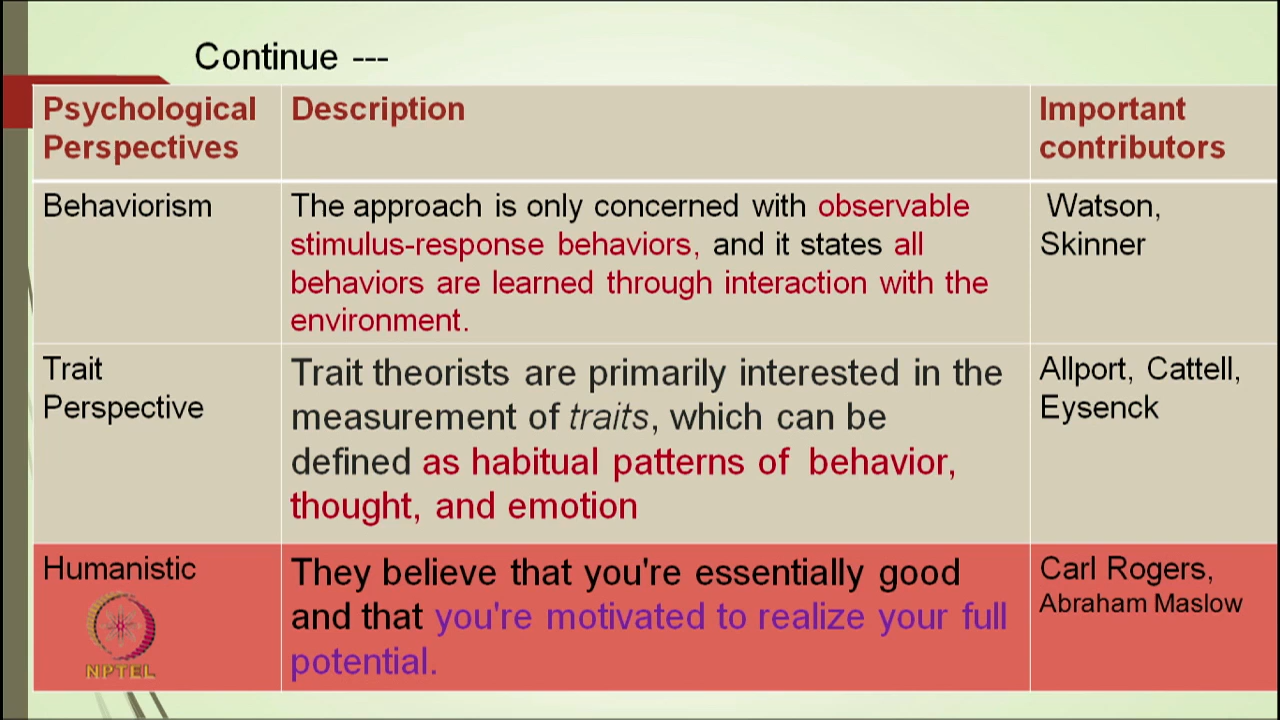 Continue ---
Psychological
Perspectives
Description
Important
contributors
Behaviorism
The approach is only concerned with observable
stimulus-response behaviors, and it states all
behaviors are learned through interaction with the
environment.
Watson,
Skinner
Trait
Perspective
Trait theorists are primarily interested in the
measurement of traits, which can be
defined as habitual patterns of behavior,
thought, and emotion
Allport, Cattell,
Eysenck
Humanistic
They believe that you're essentially good
and that you're motivated to realize your full
potential.
Carl Rogers,
Abraham Maslow
NPTEL